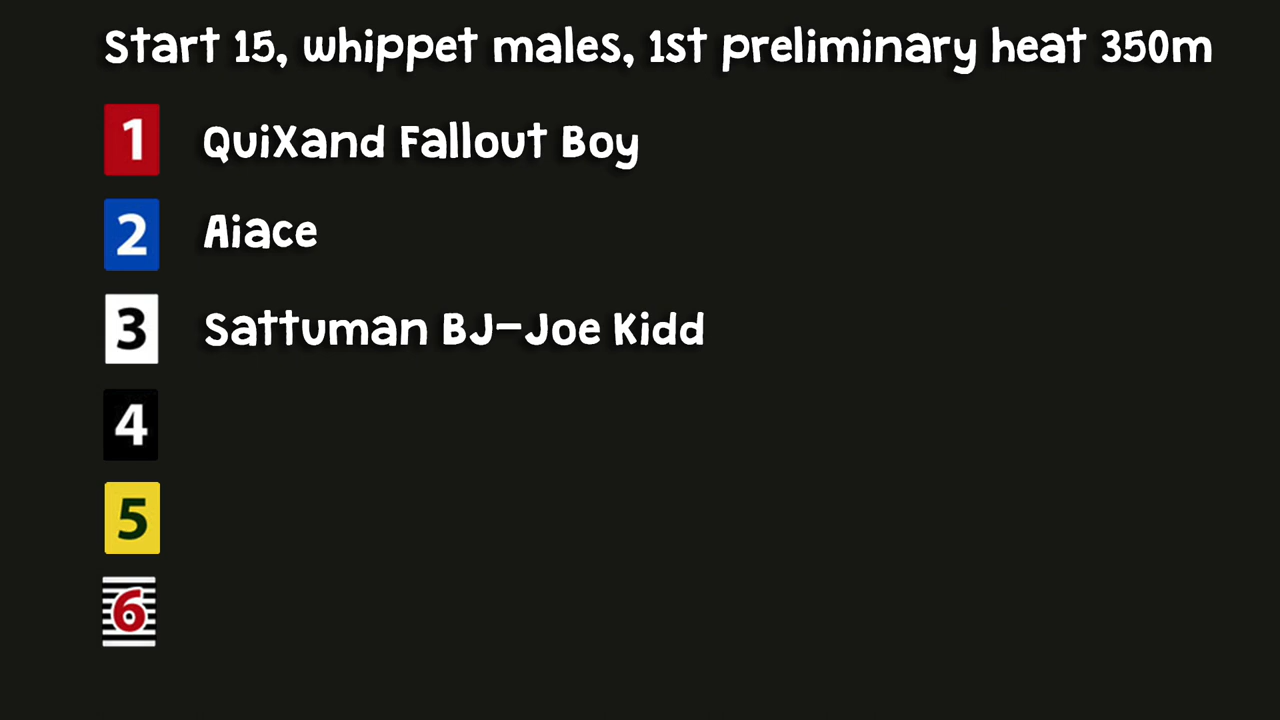 Start 15, whippet males, 1st preliminary heat 350m
1 QuiXand Fallout Boy
2 Aiace
3 Sattuman BJ-Joe Kidd
4
5
6